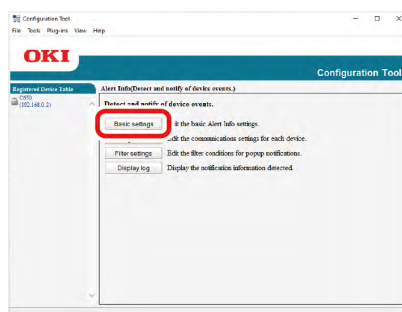 Configuration Tool
File Tools Plug-ins View Help
OKI
Configuration Tool
Registered Device Table
C650
(192.168.0.2)
Alert Info(Detect and notify of device events.)
Detect and notify of device events.
Basic settings
it the basic Alert Info settings.
Edit the communications settings for each device.
Filter settings Edit the filter conditions for popup notifications.
Display log Display the notification information detected.